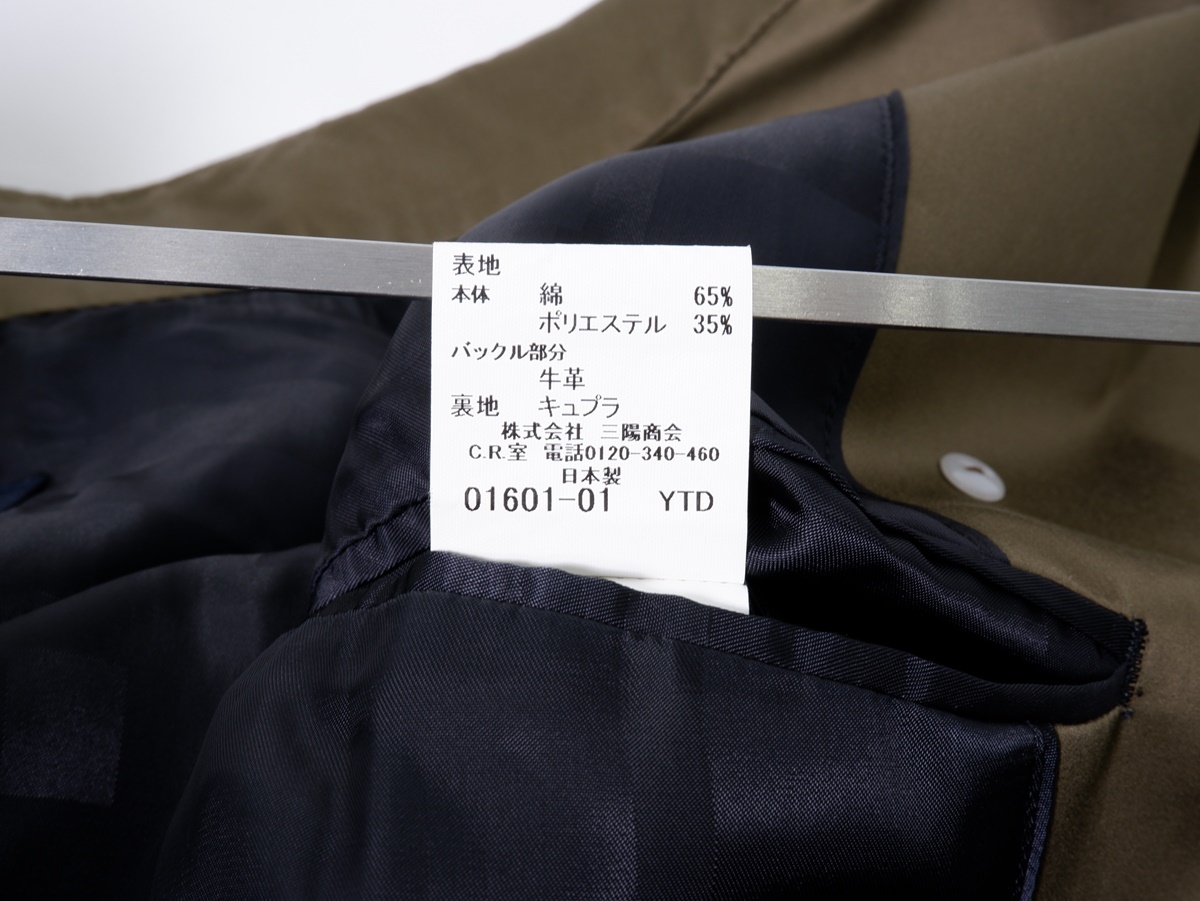 表地
本体 綿 65%
ポリエステル 35%
バックル部分
牛革
裏地 キュプラ
株式会社 三陽商会
C.R.室 電話0120-340-460
日本製
01601-01 YTD